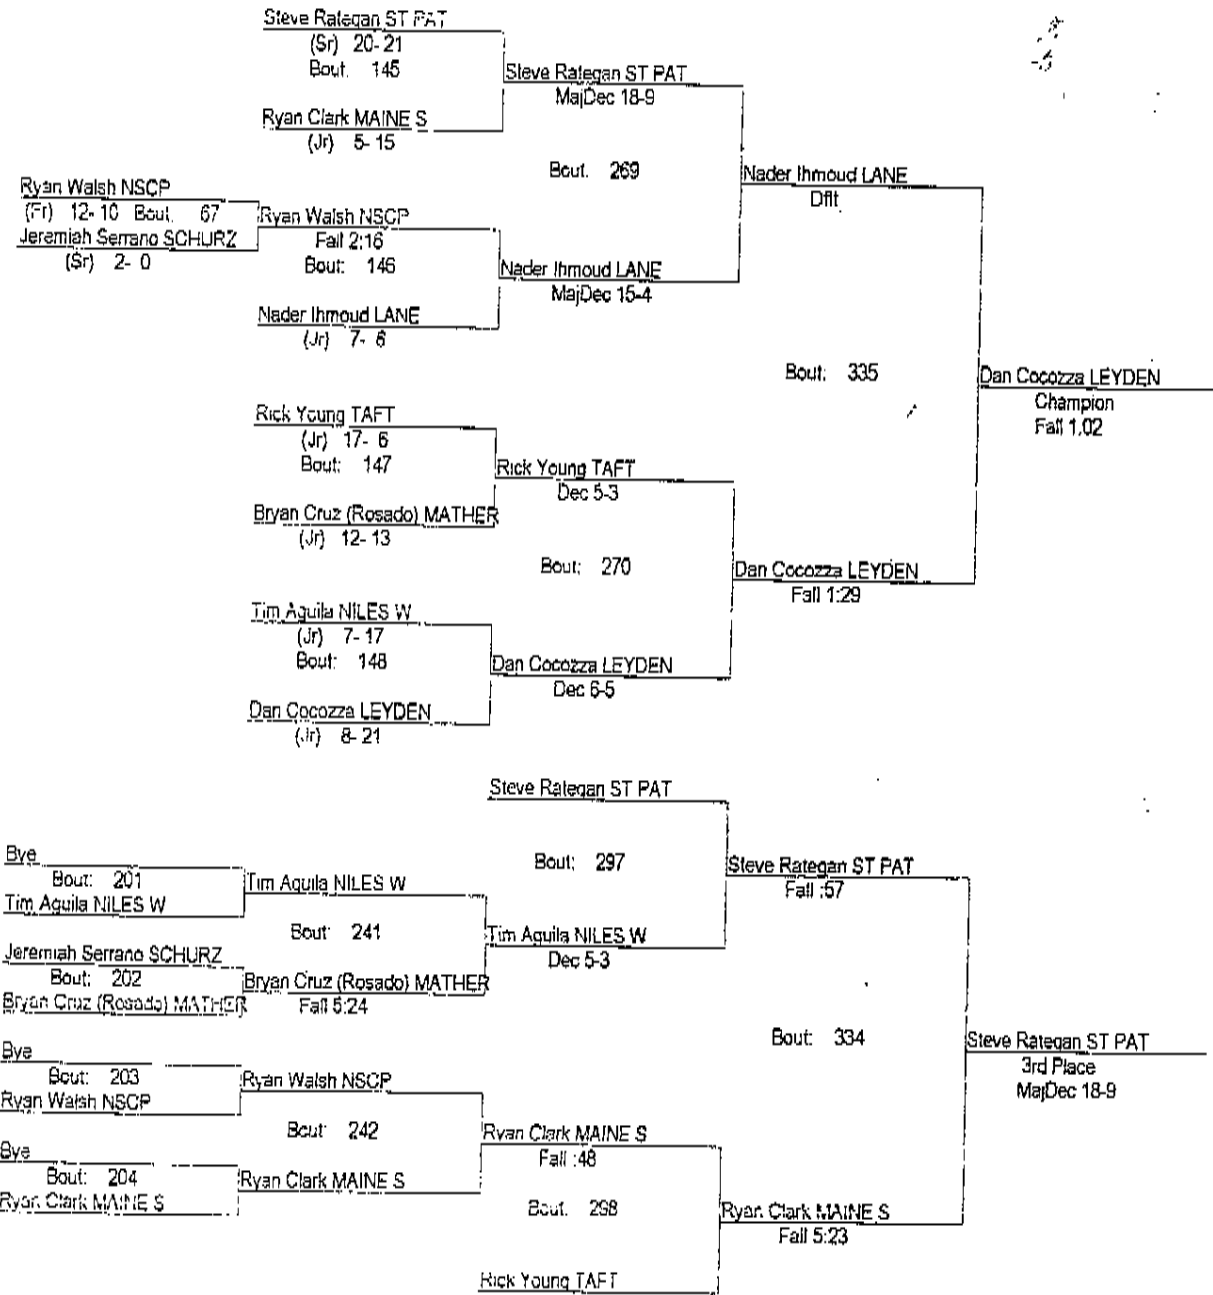 Steve Rategan ST PAT
(Sr) 20- 21
Bout. 145
Steve Rategan ST PAT
MajDec 18-9
Ryan Clark MAINE S
(Jr) 5- 15
Bout. 269
Nader Ihmoud LANE
Dflt
Ryan Walsh NSCP
(Fr) 12- 10 Bout. 67
Jeremiah Serrano SCHURZ
(Sr) 2- 0
Ryan Walsh NSCP
Fall 2:16
Bout: 146
Nader Ihmoud LANE
MajDec 15-4
Nader Ihmoud LANE
(Jr) 7- 6
Bout: 335
Dan Cocozza LEYDEN
Champion
Fall 1.02
Rick Young TAFT
(Jr) 17- 6
Bout: 147
Rick Young TAFT
Dec 5-3
Bryan Cruz (Rosado) MATHER
(Jr) 12- 13
Bout: 270
Dan Cocozza LEYDEN
Fall 1:29
Tim Aguila NILES W
(Jr) 7- 17
Bout: 148
Dan Cocozza LEYDEN
Dec 6-5
Dan Cocozza LEYDEN
(Jr) 8- 21
Steve Rategan ST PAT
Bout: 297
Steve Rategan ST PAT
Fall :57
Bye
Bout: 201
Tim Aguila NILES W
Tim Aguila NILES W
Bout: 241
Tim Aguila NILES W
Dec 5-3
Jeremiah Serrano SCHURZ
Bout: 202
Bryan Cruz (Rosado) MATHER
Bryan Cruz (Rosado) MATHER
Fall 5:24
Bout: 334
Steve Rategan ST PAT
3rd Place
MajDec 18-9
Bye
Bout: 203
Ryan Walsh NSCP
Ryan Walsh NSCP
Bout: 242
Ryan Clark MAINE S
Fall :48
Bye
Bout: 204
Ryan Clark MAINE S
Ryan Clark MAINE S
Bout. 298
Ryan Clark MAINE S
Fall 5:23
Rick Young TAFT